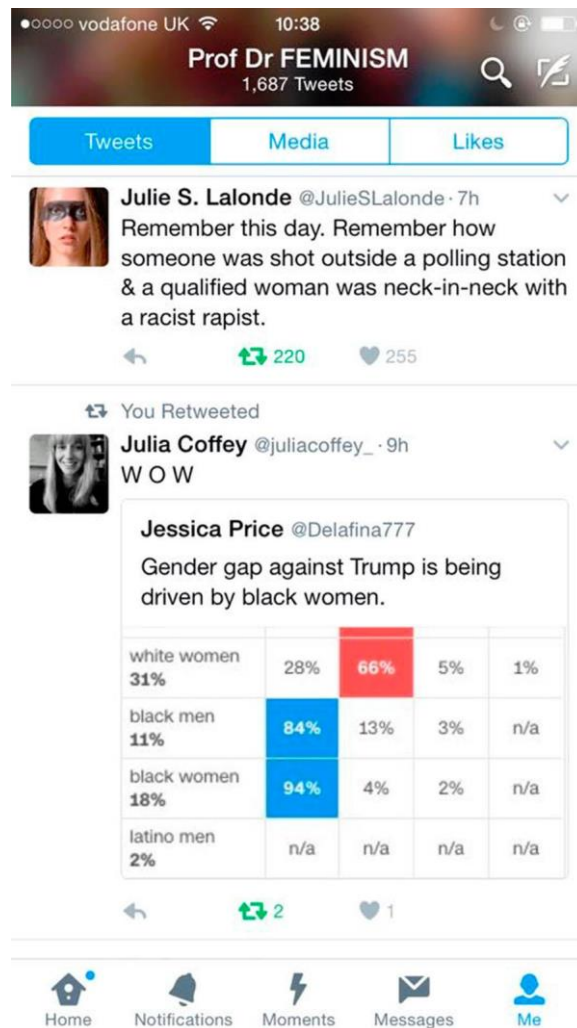 vodafone UK 10:38
Prof Dr FEMINISM
1,687 Tweets
Tweets Media Likes
Julie S. Lalonde @JulieSLalonde · 7h
Remember this day. Remember how
someone was shot outside a polling station
& a qualified woman was neck-in-neck with
a racist rapist.
220 255
You Retweeted
Julia Coffey @juliacoffey_ · 9h
W O W
Jessica Price @Delafina777
Gender gap against Trump is being
driven by black women.
white women
31%
28% 66% 5% 1%
black men
11%
84% 13% 3% n/a
black women
18%
94% 4% 2% n/a
latino men
2%
n/a n/a n/a n/a
2 1
Home Notifications Moments Messages Me